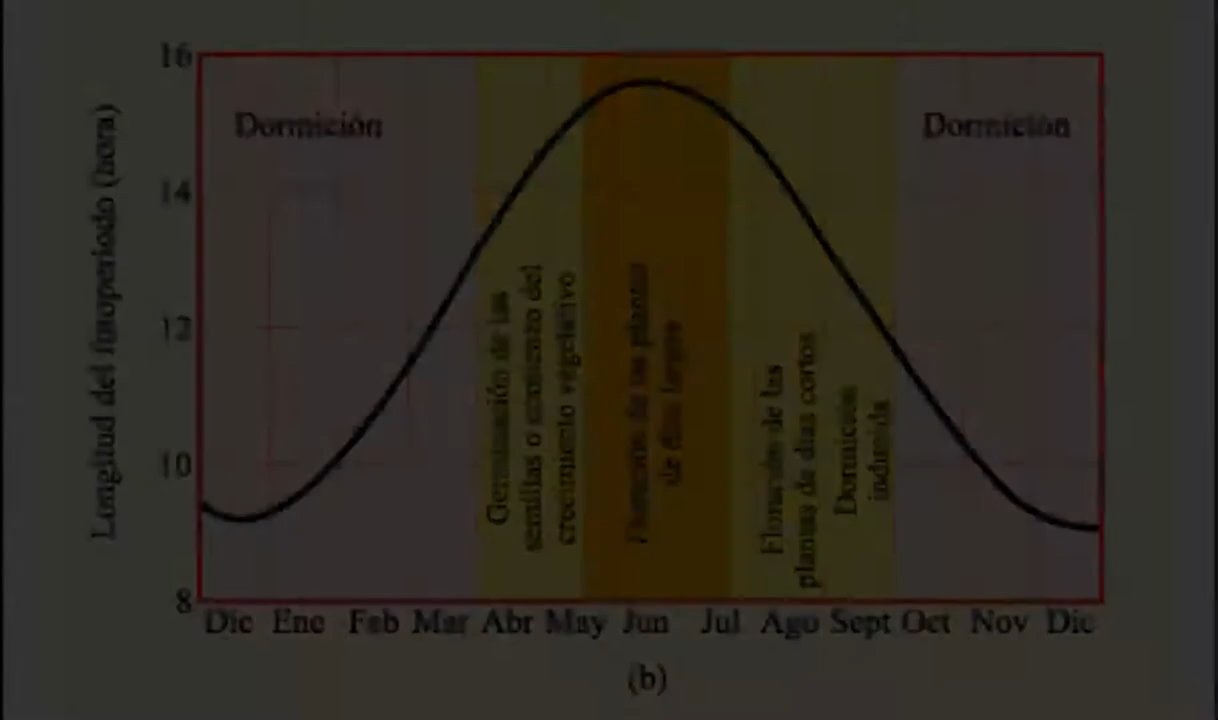 16
Dormición
Dormición
Longitud del fotoperiodo (hora)
14
12
10
8
Germinación de las
semillas o comienzo del
crecimiento vegetativo
Floración de las plantas
de días largos
Floración de las
plantas de días cortos
Dormición
inducida
Dic Ene Feb Mar Abr May Jun Jul Ago Sept Oct Nov Dic
(b)